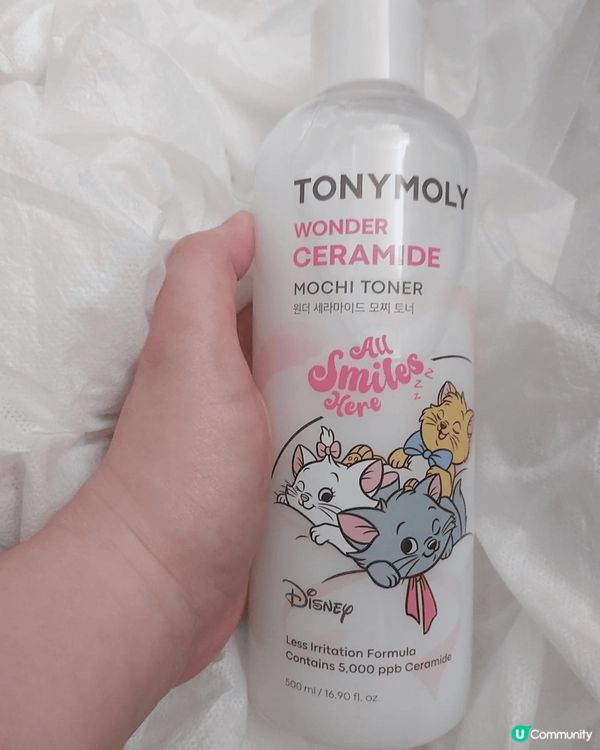 TONYMOLY
WONDER
CERAMIDE
MOCHI TONER
원더 세라마이드 모찌 토너
All
Smiles
Here
z
z
z
Disney
Less Irritation Formula
Contains 5,000 ppb Ceramide
500 ml / 16.90 fl. oz.
U Community